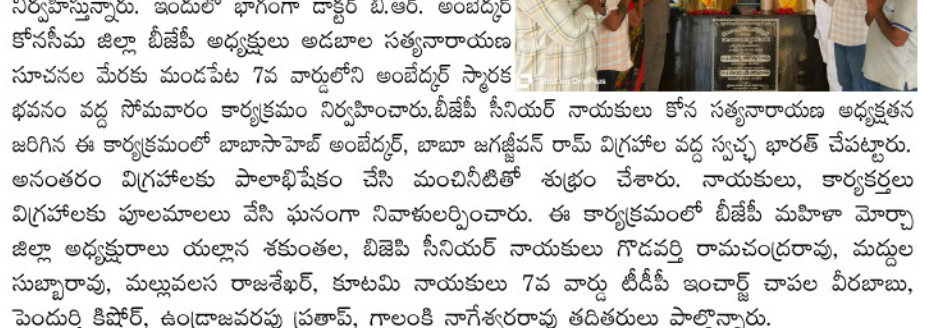 నిర్వహిస్తున్నారు. ఇందులో భాగంగా డాక్టర్ బి.ఆర్. అంబేద్కర్
కోనసీమ జిల్లా బీజేపీ అధ్యక్షులు అడబాల సత్యనారాయణ
సూచనల మేరకు మండపేట 7వ వార్డులోని అంబేద్కర్ స్మారక
భవనం వద్ద సోమవారం కార్యక్రమం నిర్వహించారు.బీజేపీ సీనియర్ నాయకులు కోన సత్యనారాయణ అధ్యక్షతన
జరిగిన ఈ కార్యక్రమంలో బాబాసాహెబ్ అంబేద్కర్, బాబూ జగజ్జీవన్ రామ్ విగ్రహాల వద్ద స్వచ్ఛ భారత్ చేపట్టారు.
అనంతరం విగ్రహాలకు పాలాభిషేకం చేసి మంచినీటితో శుభ్రం చేశారు. నాయకులు, కార్యకర్తలు
విగ్రహాలకు పూలమాలలు వేసి ఘనంగా నివాళులర్పించారు. ఈ కార్యక్రమంలో బీజేపీ మహిళా మోర్చా
జిల్లా అధ్యక్షురాలు యల్లాన శకుంతల, బిజెపి సీనియర్ నాయకులు గొడవర్తి రామచంద్రరావు, మద్దుల
సుబ్బారావు, మల్లువలస రాజశేఖర్, కూటమి నాయకులు 7వ వార్డు టీడీపీ ఇంచార్జ్ చాపల వీరబాబు,
పెందుర్తి కిషోర్, ఉండ్రాజవరపు ప్రతాప్, గాలంకి నాగేశ్వరరావు తదితరులు పాల్గొన్నారు.